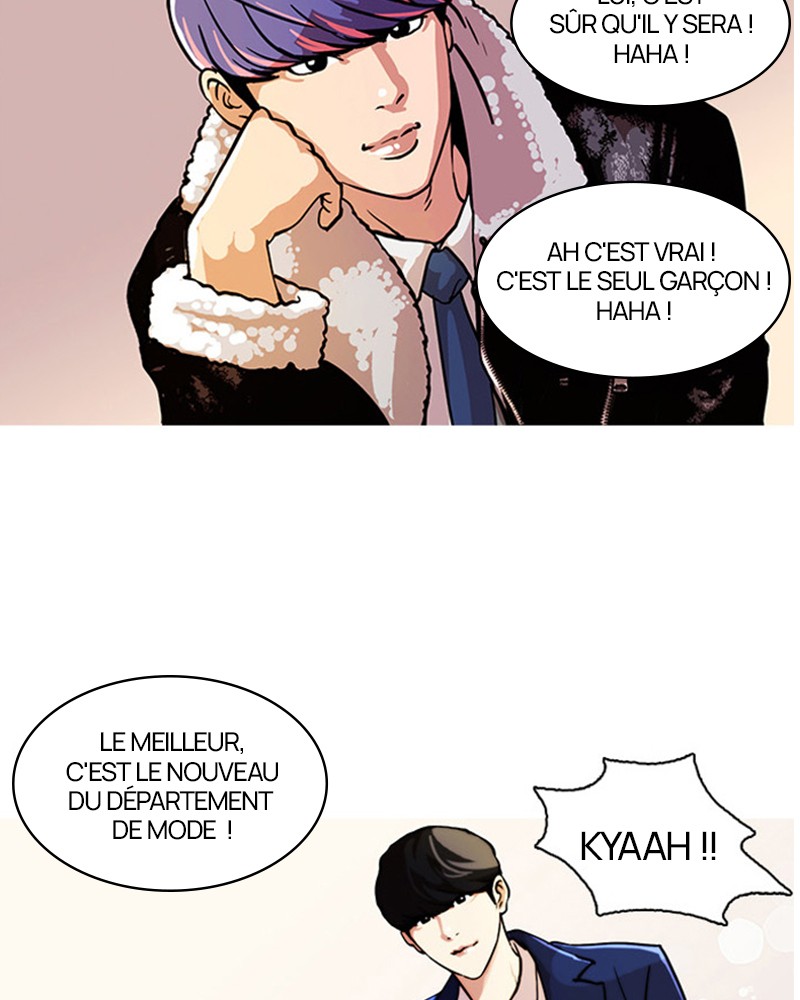 SÛR QU'IL Y SERA !
HAHA !
AH C'EST VRAI !
C'EST LE SEUL GARÇON !
HAHA !
LE MEILLEUR,
C'EST LE NOUVEAU
DU DÉPARTEMENT
DE MODE !
KYAAH !!